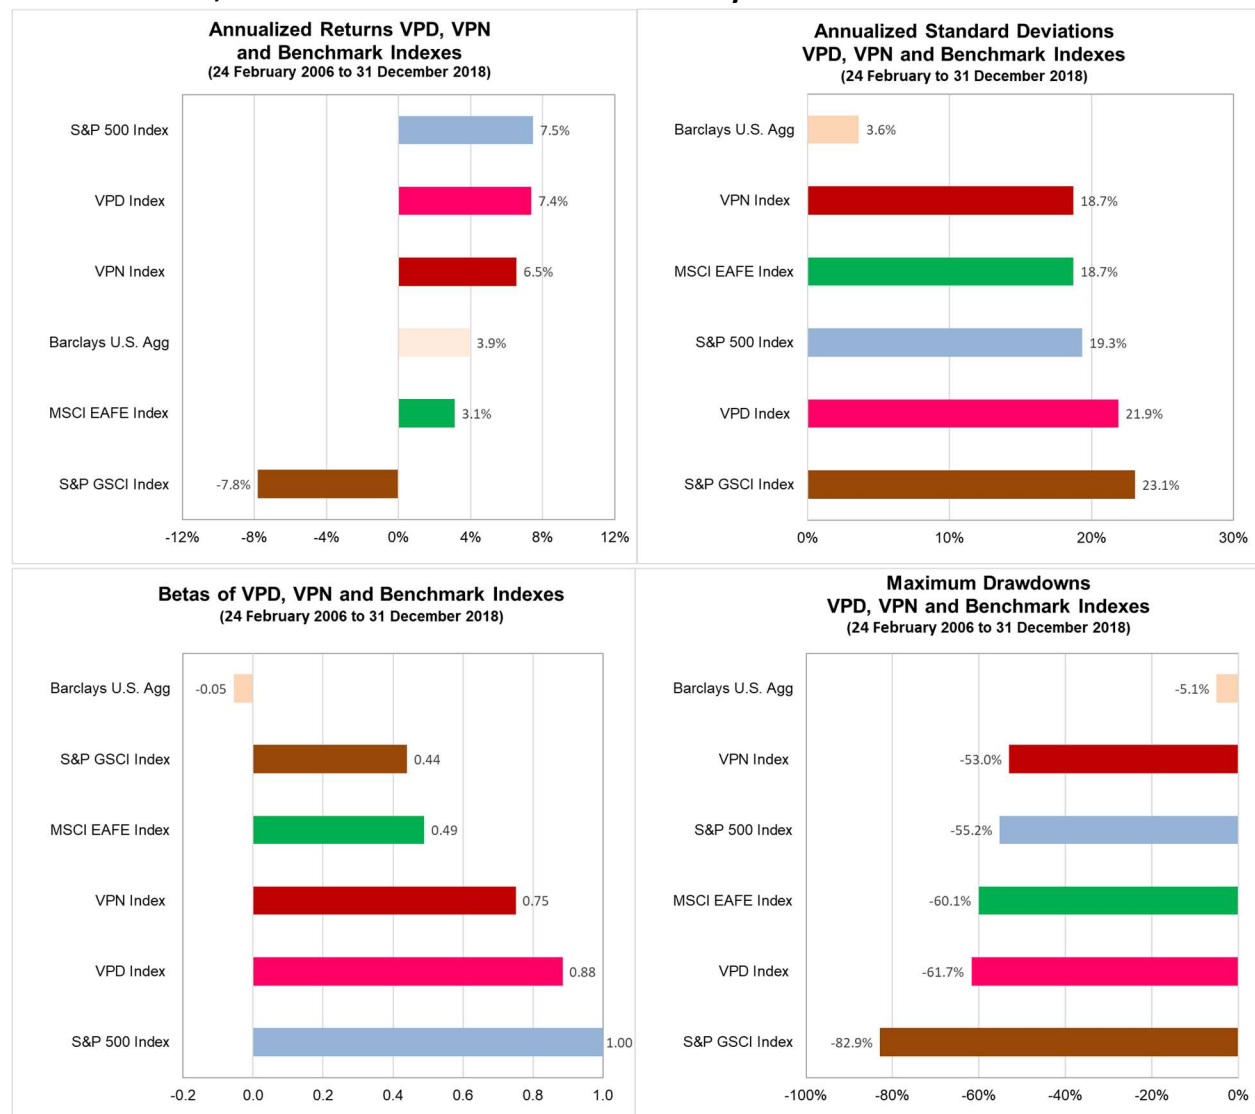 Annualized Returns VPD, VPN
and Benchmark Indexes
(24 February 2006 to 31 December 2018)
S&P 500 Index
7.5%
VPD Index
7.4%
VPN Index
6.5%
Barclays U.S. Agg
3.9%
MSCI EAFE Index
3.1%
S&P GSCI Index
-7.8%
-12% -8% -4% 0% 4% 8% 12%
Annualized Standard Deviations
VPD, VPN and Benchmark Indexes
(24 February to 31 December 2018)
Barclays U.S. Agg
3.6%
VPN Index
18.7%
MSCI EAFE Index
18.7%
S&P 500 Index
19.3%
VPD Index
21.9%
S&P GSCI Index
23.1%
0% 10% 20% 30%
Betas of VPD, VPN and Benchmark Indexes
(24 February 2006 to 31 December 2018)
Barclays U.S. Agg
-0.05
S&P GSCI Index
0.44
MSCI EAFE Index
0.49
VPN Index
0.75
VPD Index
0.88
S&P 500 Index
1.00
-0.2 0.0 0.2 0.4 0.6 0.8 1.0
Maximum Drawdowns
VPD, VPN and Benchmark Indexes
(24 February 2006 to 31 December 2018)
Barclays U.S. Agg
-5.1%
VPN Index
-53.0%
S&P 500 Index
-55.2%
MSCI EAFE Index
-60.1%
VPD Index
-61.7%
S&P GSCI Index
-82.9%
-100% -80% -60% -40% -20% 0%